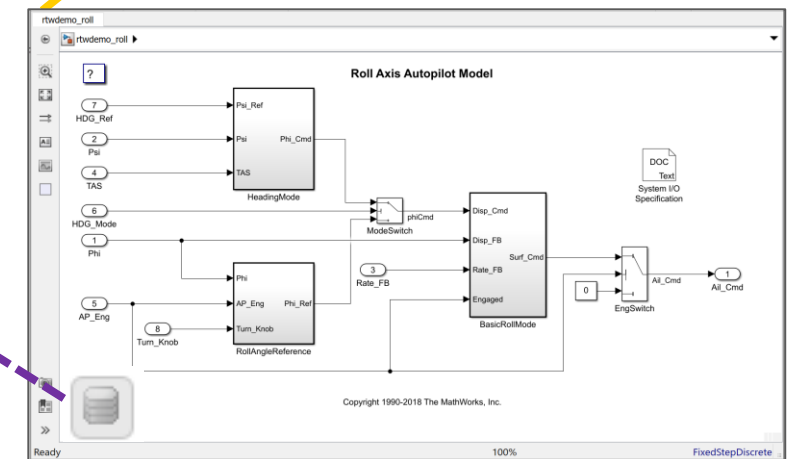 rtwdemo_roll
rtwdemo_roll
?
Roll Axis Autopilot Model
7
HDG_Ref
2
Psi
4
TAS
Psi_Ref
Psi
Phi_Cmd
TAS
HeadingMode
DOC
Text
System I/O
Specification
6
HDG_Mode
phiCmd
ModeSwitch
1
Phi
3
Rate_FB
Disp_Cmd
Disp_FB
Surf_Cmd
Rate_FB
Engaged
BasicRollMode
0
Ail_Cmd
EngSwitch
1
Ail_Cmd
5
AP_Eng
8
Turn_Knob
Phi
AP_Eng
Phi_Ref
Turn_Knob
RollAngleReference
Copyright 1990-2018 The MathWorks, Inc.
Ready
100%
FixedStepDiscrete